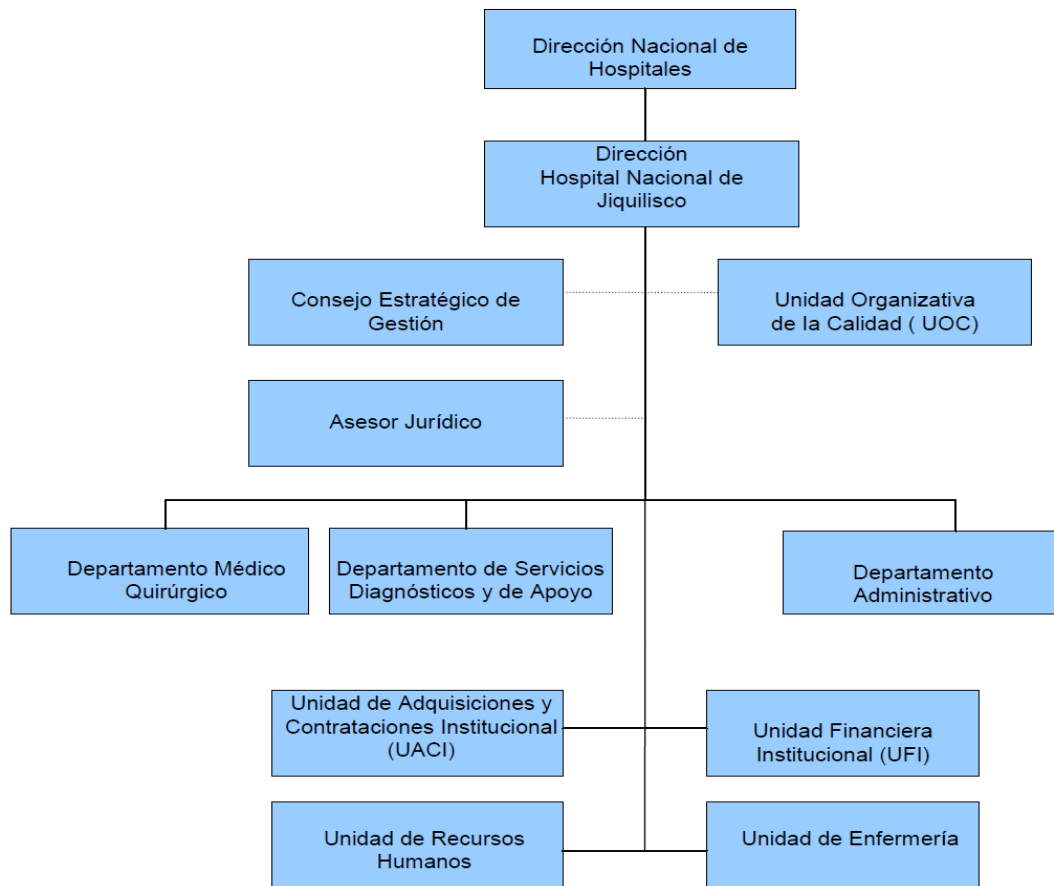 Dirección Nacional de
Hospitales
Dirección
Hospital Nacional de
Jiquilisco
Consejo Estratégico de
Gestión
Unidad Organizativa
de la Calidad ( UOC)
Asesor Jurídico
Departamento Médico
Quirúrgico
Departamento de Servicios
Diagnósticos y de Apoyo
Departamento
Administrativo
Unidad de Adquisiciones y
Contrataciones Institucional
(UACI)
Unidad Financiera
Institucional (UFI)
Unidad de Recursos
Humanos
Unidad de Enfermería